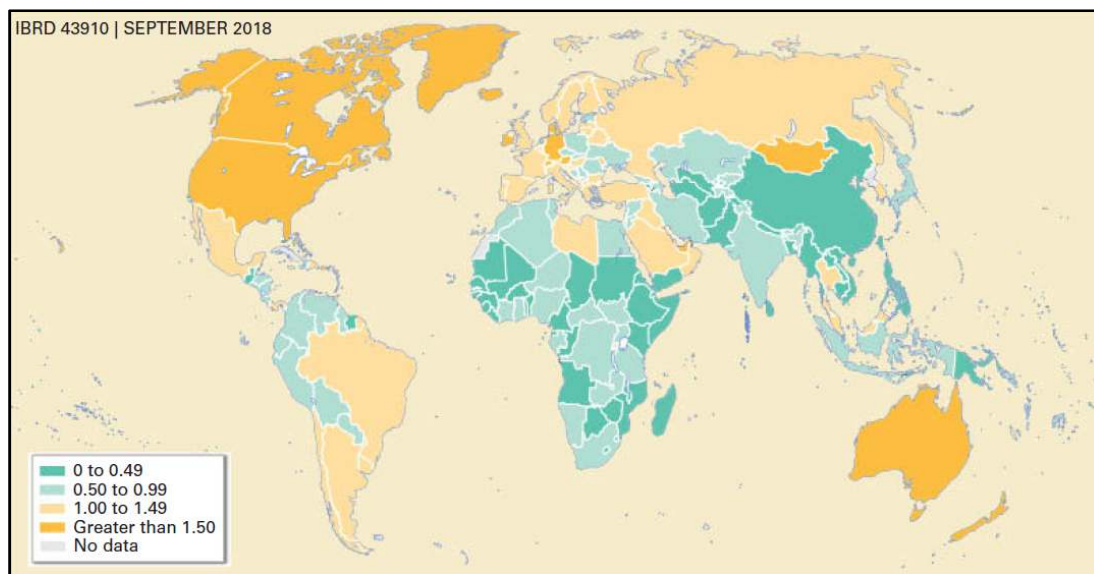 IBRD 43910 | SEPTEMBER 2018
0 to 0.49
0.50 to 0.99
1.00 to 1.49
Greater than 1.50
No data